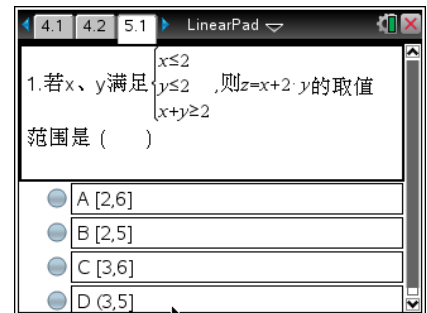 4.1 4.2 5.1 LinearPad
x≤2
1.若x、y满足 y≤2 ,则z=x+2·y的取值
x+y≥2
范围是 ( )
A [2,6]
B [2,5]
C [3,6]
D (3,5]